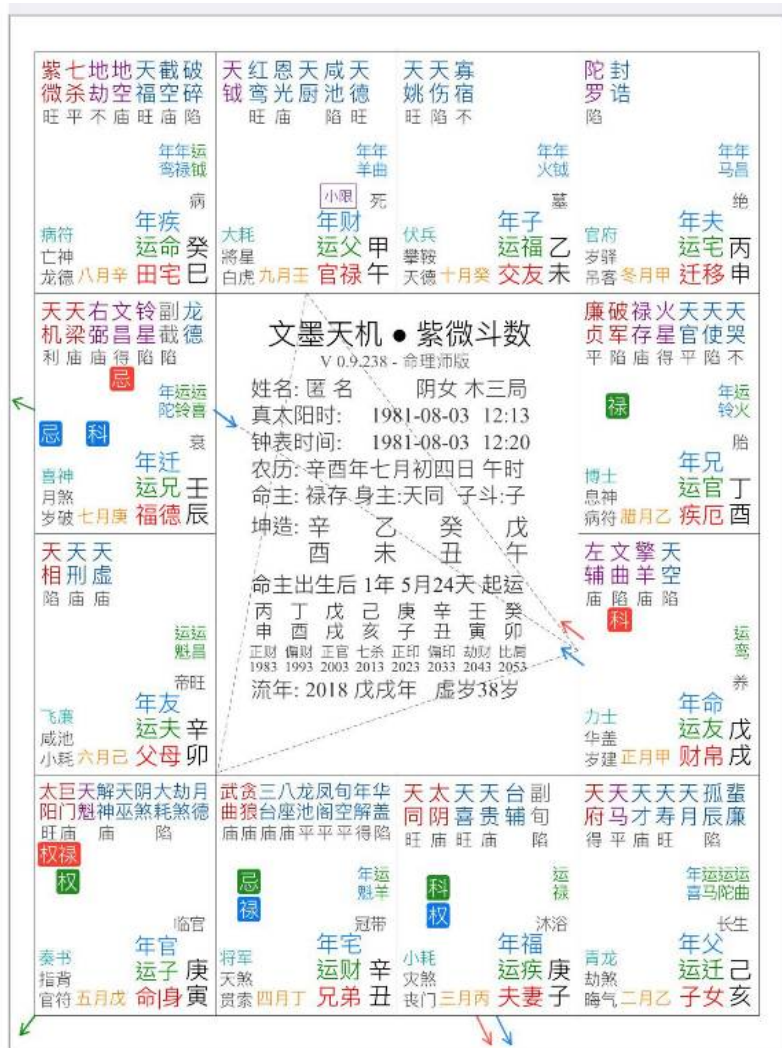 紫微 七杀 地劫 地空 天福 截空 破碎
旺 平 不 庙 旺 庙 陷
年鸾 年禄 运钺
病
病符
亡神
龙德
八月辛
年疾
运命
田宅
癸巳
天钺 红鸾 恩光 天厨 咸池 天德
旺 庙 陷 旺
年羊 年曲
小限
死
大耗
将星
白虎
九月壬
年财
运父
官禄
甲午
天姚 天伤 寡宿
旺 陷 不
年火 年钺
墓
伏兵
攀鞍
天德
十月癸
年子
运福
交友
乙未
陀罗 封诰
陷
年马 年昌
绝
官府
岁驿
吊客
冬月甲
年夫
运宅
迁移
丙申
天机 天梁 右弼 文昌 铃星 副截 龙德
利 庙 庙 得 陷 陷
忌
忌 科
年陀 运铃 运喜
衰
喜神
月煞
岁破
七月庚
年迁
运兄
福德
壬辰
文墨天机 ● 紫微斗数
V 0.9.238 - 命理师版
姓名: 匿 名 阴女 木三局
真太阳时: 1981-08-03 12:13
钟表时间: 1981-08-03 12:20
农历: 辛酉年七月初四日 午时
命主: 禄存 身主:天同 子斗:子
坤造: 辛 乙 癸 戊
酉 未 丑 午
命主出生后 1年 5月24天 起运
丙 丁 戊 己 庚 辛 壬 癸
申 酉 戌 亥 子 丑 寅 卯
正财 偏财 正官 七杀 正印 偏印 劫财 比肩
1983 1993 2003 2013 2023 2033 2043 2053
流年: 2018 戊戌年 虚岁38岁
廉贞 破军 禄存 火星 天官 天使 天哭
平 陷 庙 得 平 陷 不
禄
年铃 运火
胎
博士
息神
病符
腊月乙
年兄
运官
疾厄
丁酉
天相 天刑 天虚
陷 庙 庙
运魁 运昌
帝旺
飞廉
咸池
小耗
六月己
年友
运夫
父母
辛卯
左辅 文曲 擎羊 天空
庙 陷 庙 陷
科
运鸾
养
力士
华盖
岁建
正月甲
年命
运友
财帛
戊戌
太阳 巨门 天魁 解神 天巫 阴煞 大耗 劫煞 月德
旺 庙 庙 陷
权 禄
权
临官
奏书
指背
官符
五月戊
年官
运子
命|身
庚寅
武曲 贪狼 三台 八座 龙池 凤阁 旬空 年解 华盖
庙 庙 庙 庙 平 平 平 得 陷
忌
禄
年魁 运羊
冠带
将军
天煞
贯索
四月丁
年宅
运财
兄弟
辛丑
天同 太阴 天喜 天贵 台辅 副旬
旺 庙 旺 庙 陷
科
权
运禄
沐浴
小耗
灾煞
丧门
三月丙
年福
运疾
夫妻
庚子
天府 天马 天才 天寿 天月 孤辰 蜚廉
得 平 庙 旺 陷
年喜 运马 运陀 运曲
长生
青龙
劫煞
晦气
二月乙
年父
运迁
子女
己亥